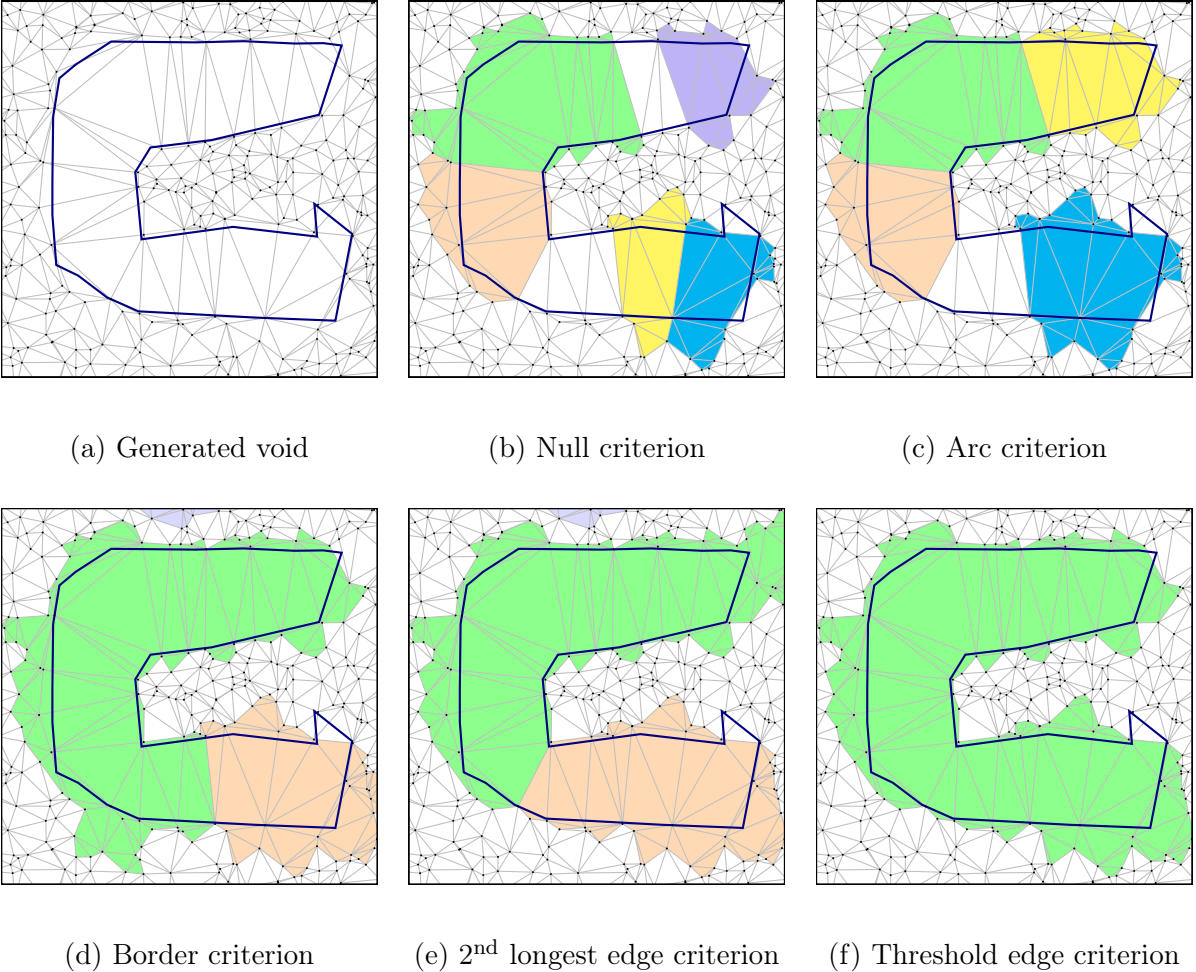 (a) Generated void
(b) Null criterion
(c) Arc criterion
(d) Border criterion
(e) 2nd longest edge criterion
(f) Threshold edge criterion